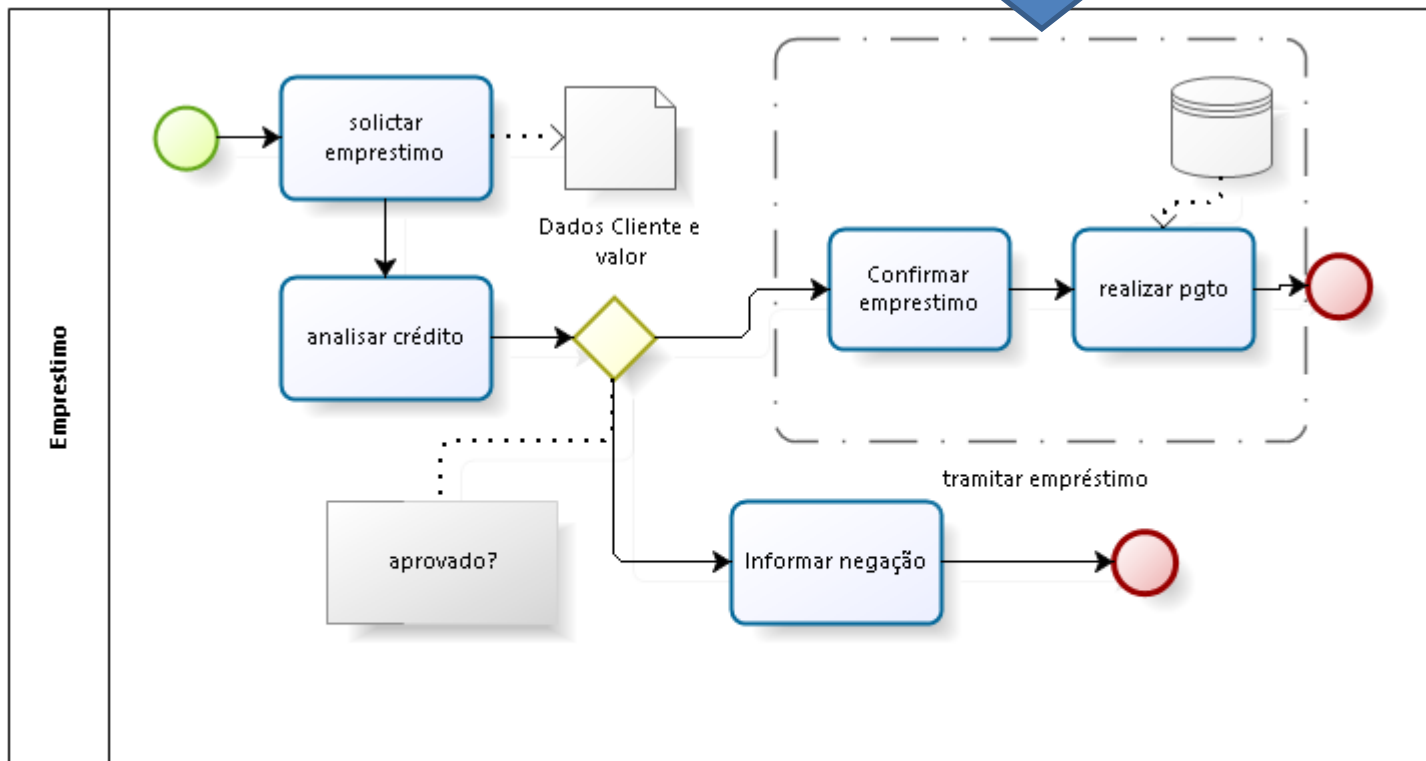 Emprestimo
solictar
emprestimo
Dados Cliente e
valor
analisar crédito
Confirmar
emprestimo
realizar pgto
tramitar empréstimo
aprovado?
Informar negação